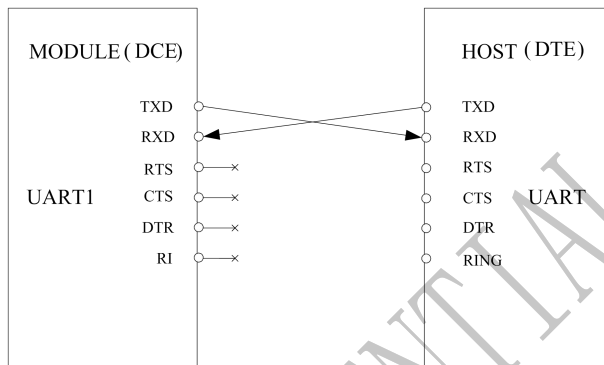 MODULE ( DCE)
TXD
RXD
RTS
UART1
CTS
DTR
RI
HOST ( DTE)
TXD
RXD
RTS
CTS
UART
DTR
RING